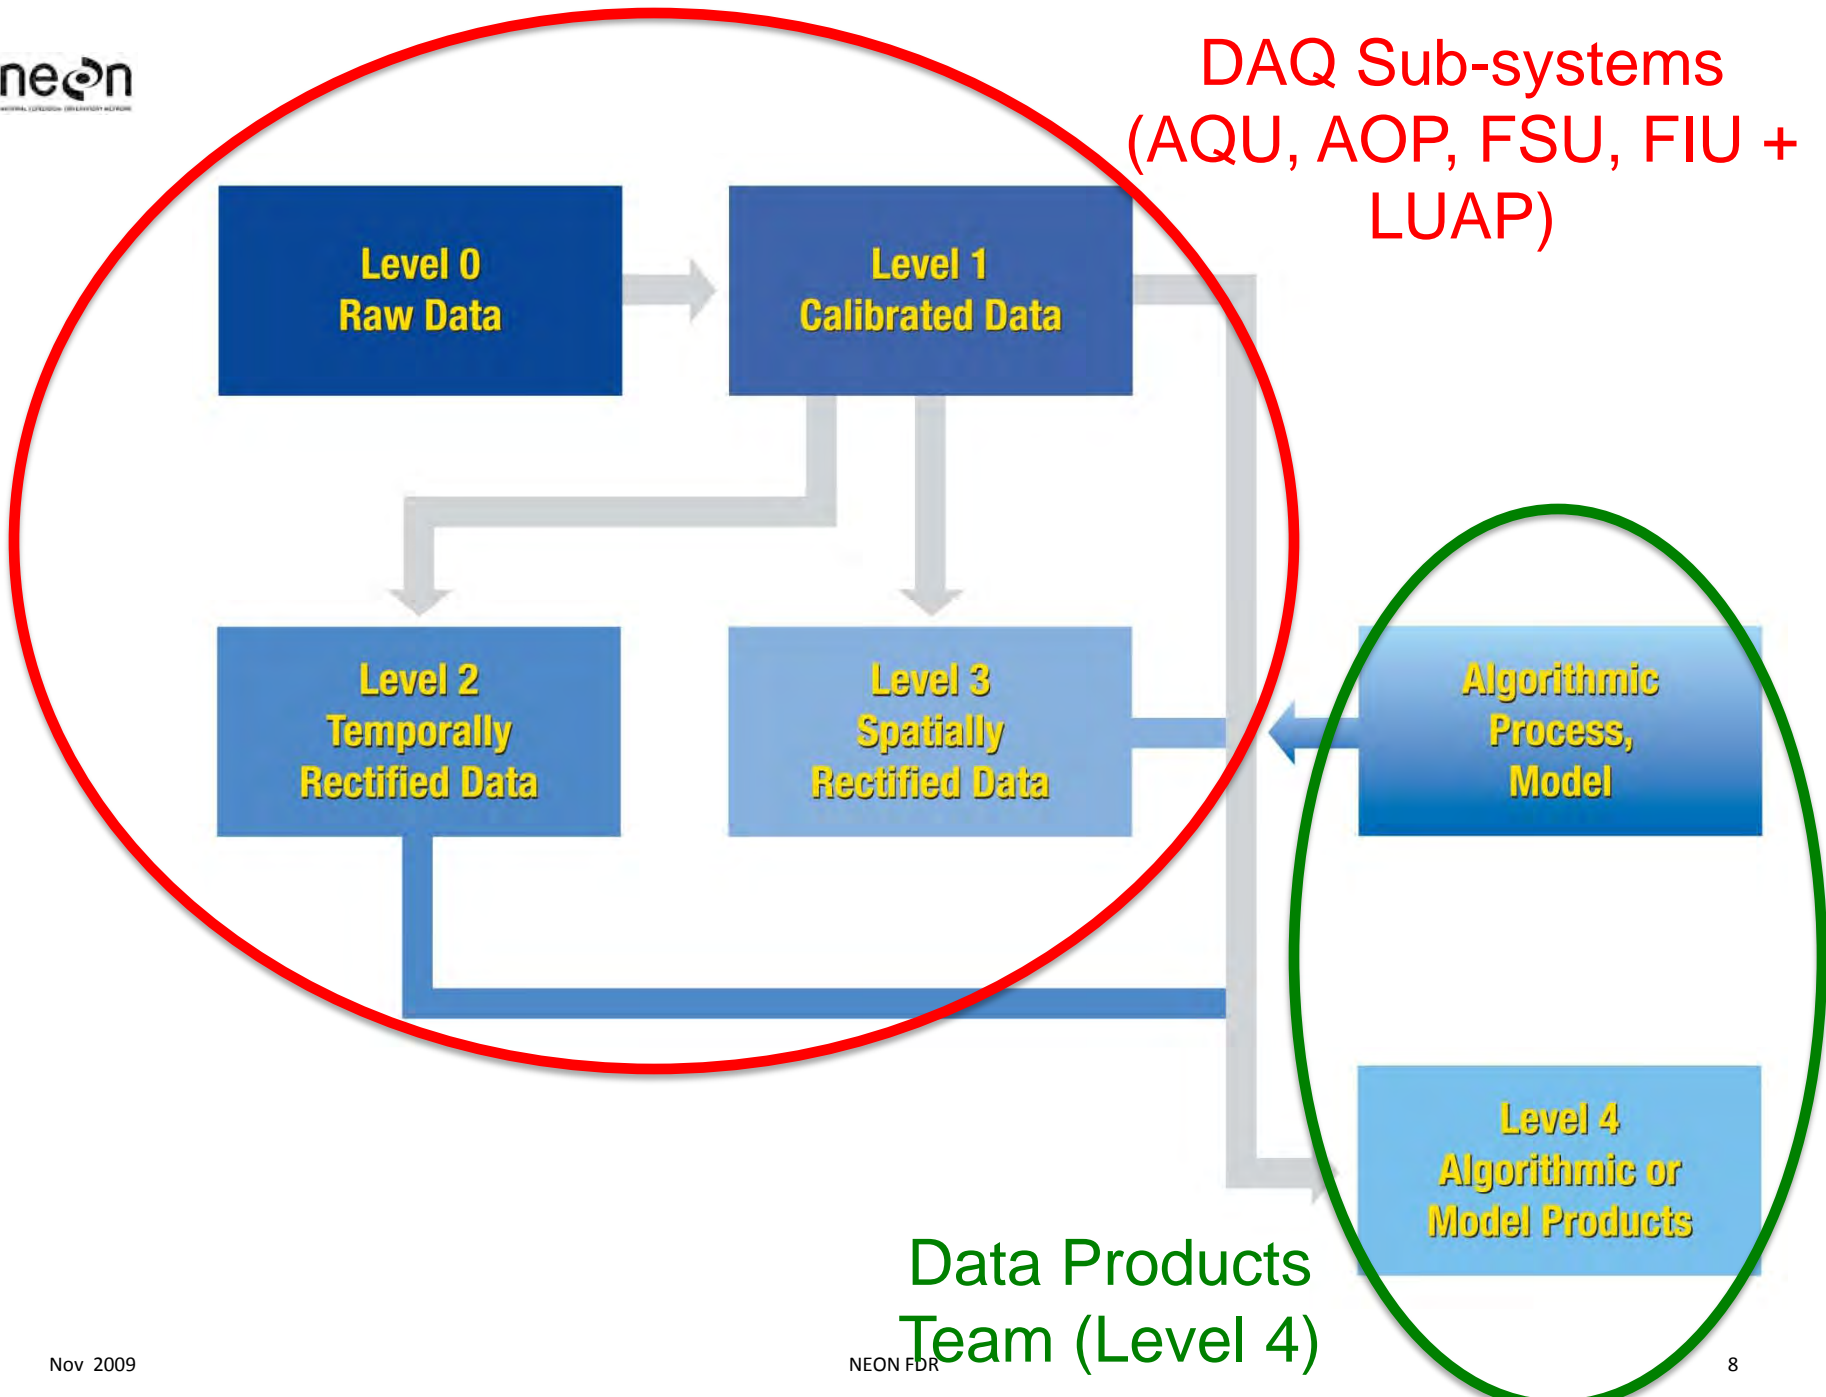 neon
DAQ Sub-systems
(AQU, AOP, FSU, FIU +
LUAP)
Level 0
Raw Data
Level 1
Calibrated Data
Level 2
Temporally
Rectified Data
Level 3
Spatially
Rectified Data
Algorithmic
Process,
Model
Level 4
Algorithmic or
Model Products
Data Products
Team (Level 4)
Nov 2009
NEON FDR
8